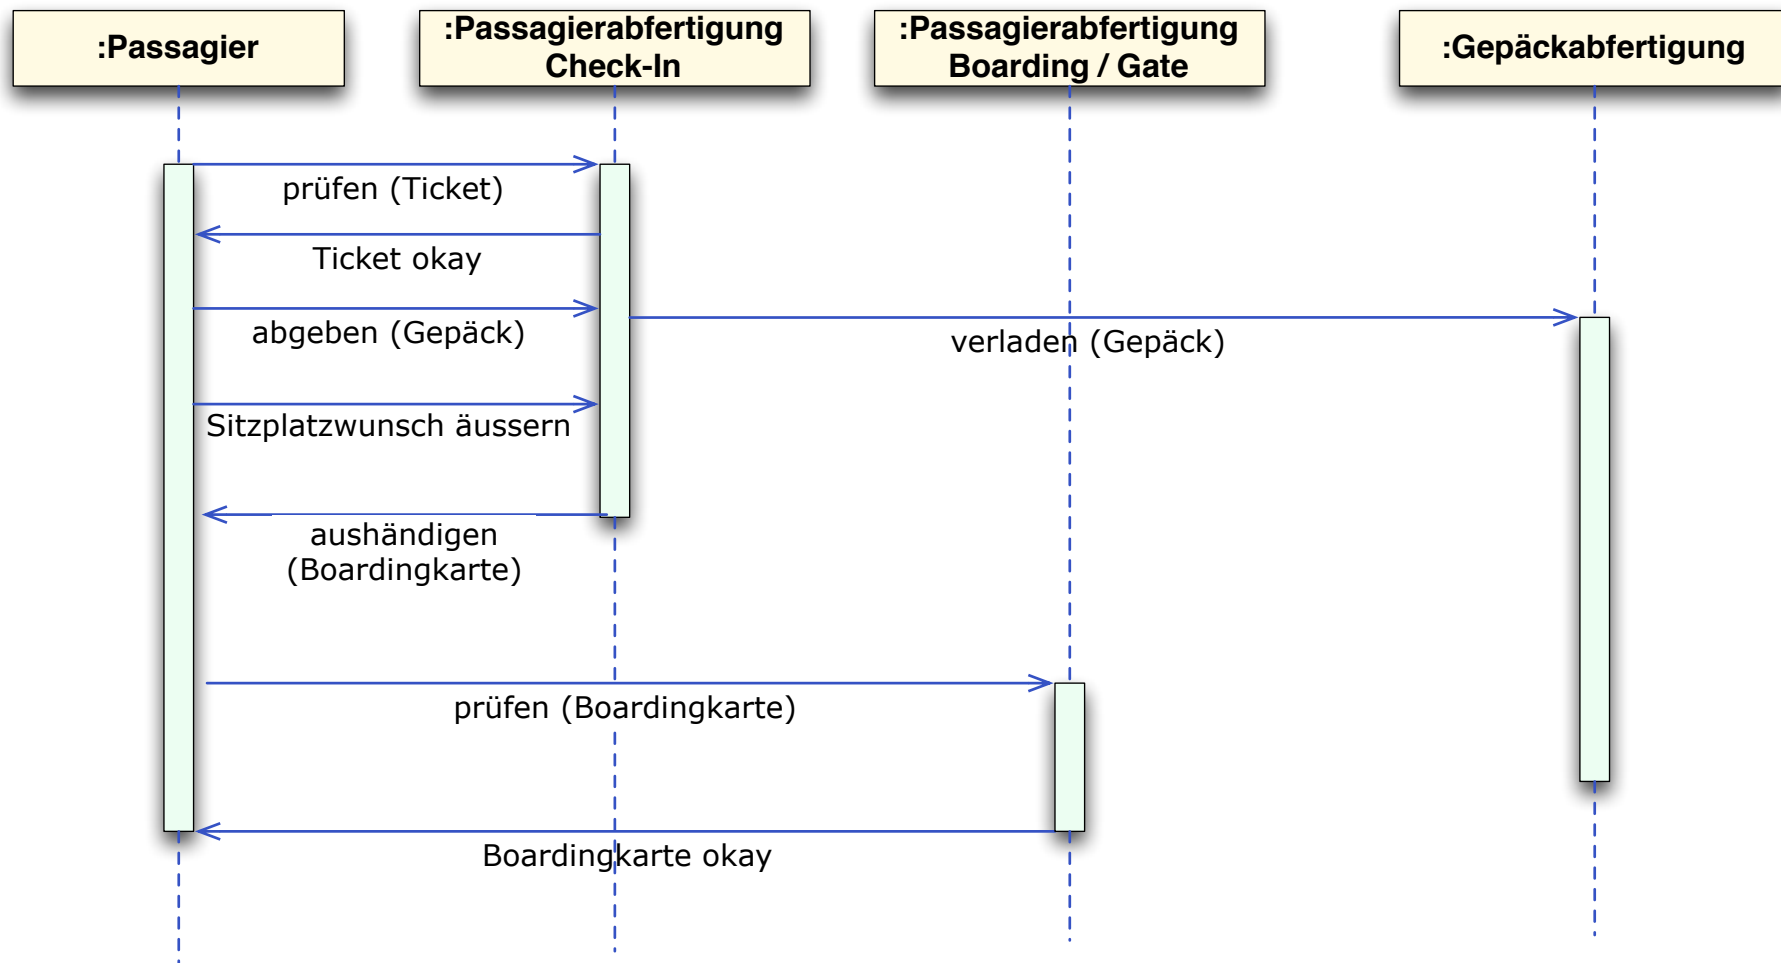 :Passagier
:Passagierabfertigung
Check-In
:Passagierabfertigung
Boarding / Gate
:Gepäckabfertigung
prüfen (Ticket)
Ticket okay
abgeben (Gepäck)
verladen (Gepäck)
Sitzplatzwunsch äussern
aushändigen
(Boardingkarte)
prüfen (Boardingkarte)
Boardingkarte okay